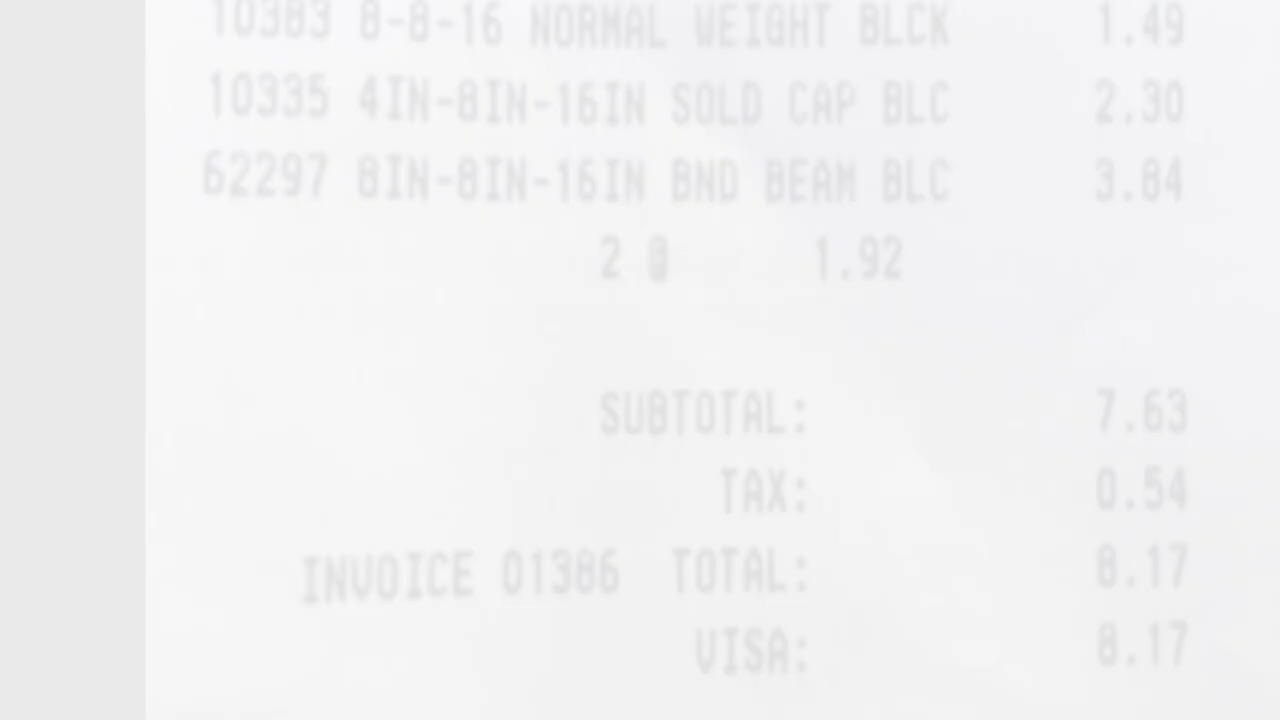 10383 8-8-16 NORMAL WEIGHT BLCK 1.49
10335 4IN-8IN-16IN SOLD CAP BLC 2.30
62297 8IN-8IN-16IN BND BEAM BLC 3.84
2 @ 1.92
SUBTOTAL: 7.63
TAX: 0.54
INVOICE 01386 TOTAL: 8.17
VISA: 8.17